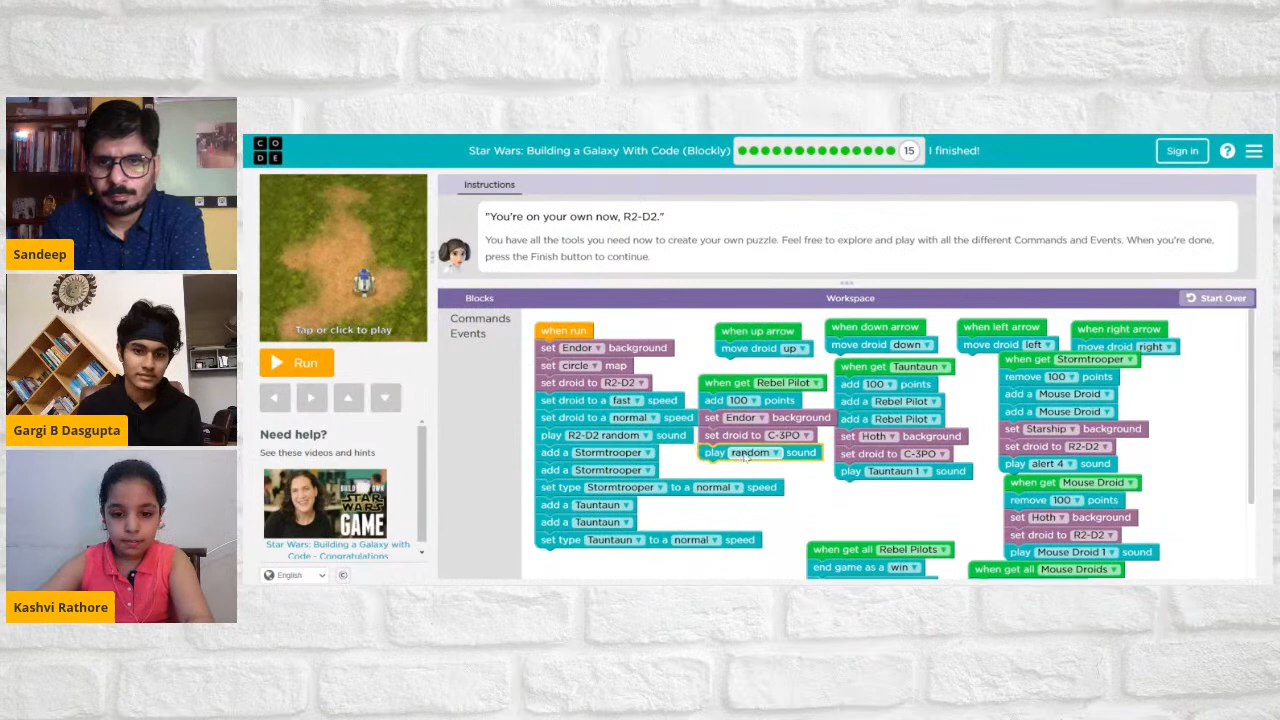 Sandeep
Gargi B Dasgupta
Kashvi Rathore
C O
D E
Star Wars: Building a Galaxy With Code (Blockly)
15
I finished!
Sign in
?
Tap or click to play
Run
Need help?
See these videos and hints
BUILD YOUR OWN
STAR
WARS
GAME
Star Wars: Building a Galaxy with
Code - Congratulations
English
©
Instructions
"You're on your own now, R2-D2."
You have all the tools you need now to create your own puzzle. Feel free to explore and play with all the different Commands and Events. When you're done,
press the Finish button to continue.
Blocks
Workspace
Start Over
Commands
Events
when run
set Endor background
set circle map
set droid to R2-D2
set droid to a fast speed
set droid to a normal speed
play R2-D2 random sound
add a Stormtrooper
add a Stormtrooper
set type Stormtrooper to a normal speed
add a Tauntaun
add a Tauntaun
set type Tauntaun to a normal speed
when up arrow
move droid up
when get Rebel Pilot
add 100 points
set Endor background
set droid to C-3PO
play random sound
when down arrow
move droid down
when get Tauntaun
add 100 points
add a Rebel Pilot
add a Rebel Pilot
set Hoth background
set droid to C-3PO
play Tauntaun 1 sound
when get all Rebel Pilots
end game as a win
when left arrow
move droid left
when right arrow
move droid right
when get Stormtrooper
remove 100 points
add a Mouse Droid
add a Mouse Droid
set Starship background
set droid to R2-D2
play alert 4 sound
when get Mouse Droid
remove 100 points
set Hoth background
set droid to R2-D2
play Mouse Droid 1 sound
when get all Mouse Droids